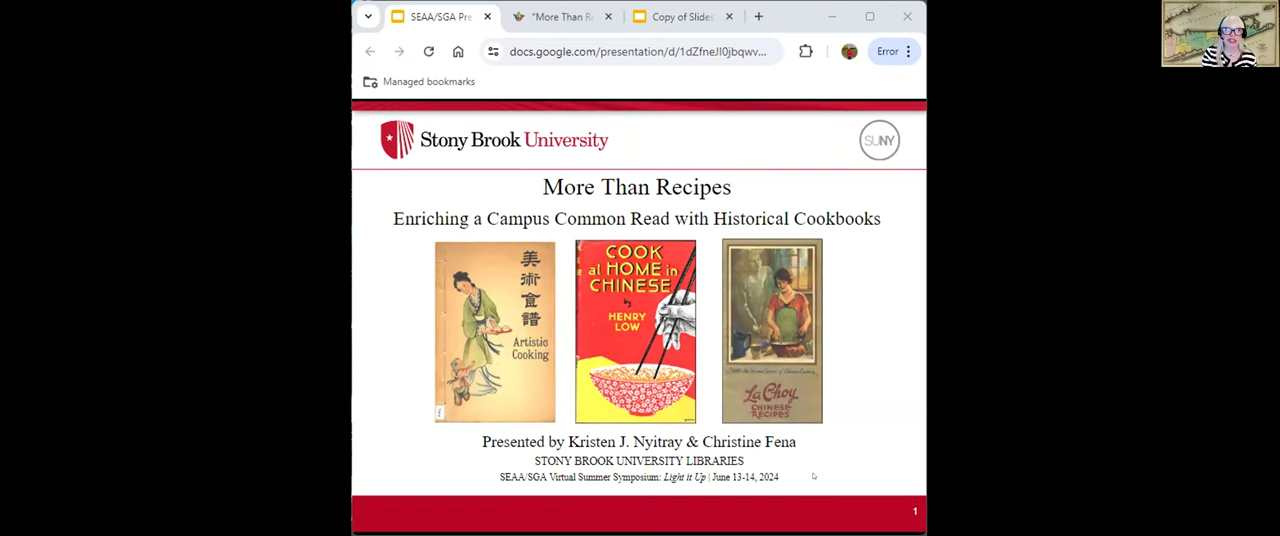 SEAA/SGA Pre
"More Than R
Copy of Slides
docs.google.com/presentation/d/1dZfneJl0jbqwv...
Error
Managed bookmarks
Stony Brook University
SUNY
More Than Recipes
Enriching a Campus Common Read with Historical Cookbooks
美術食譜
Artistic
Cooking
COOK
at HOME in
CHINESE
by
HENRY
LOW
La Choy
CHINESE
RECIPES
Presented by Kristen J. Nyitray & Christine Fena
STONY BROOK UNIVERSITY LIBRARIES
SEAA/SGA Virtual Summer Symposium: Light it Up | June 13-14, 2024
1